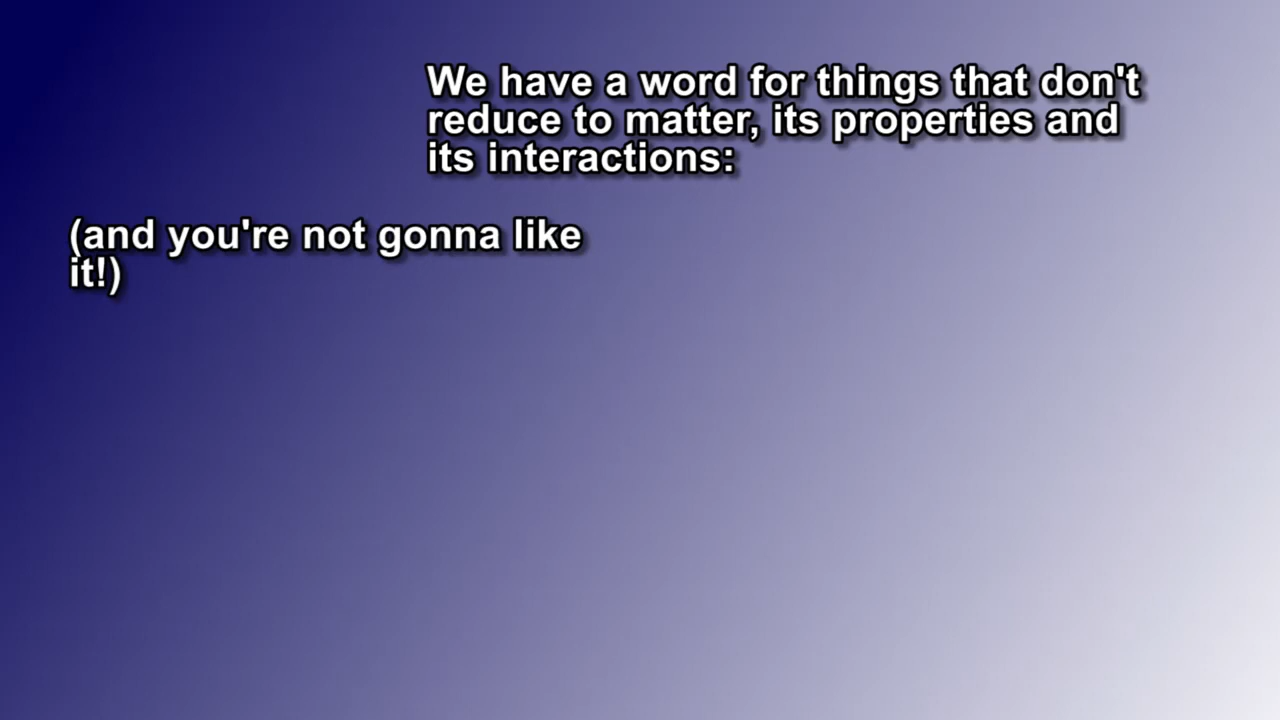 We have a word for things that don't
reduce to matter, its properties and
its interactions:
(and you're not gonna like
it!)